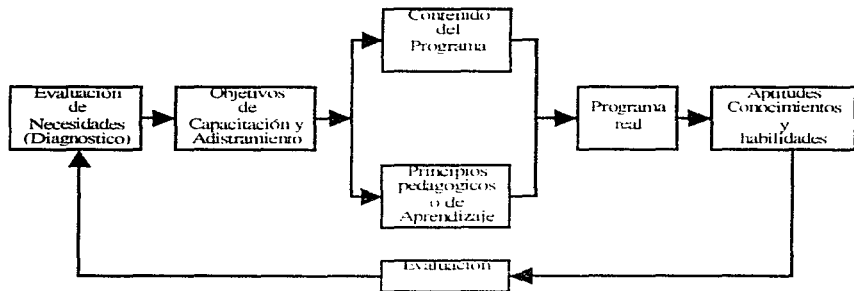 Evaluación
de
Necesidades
(Diagnostico)
Objetivos
de
Capacitación y
Adistramiento
Contenido
del
Programa
Principios
pedagogicos
o de
Aprendizaje
Programa
real
Aptitudes
Conocimientos
y
habilidades
Evaluación